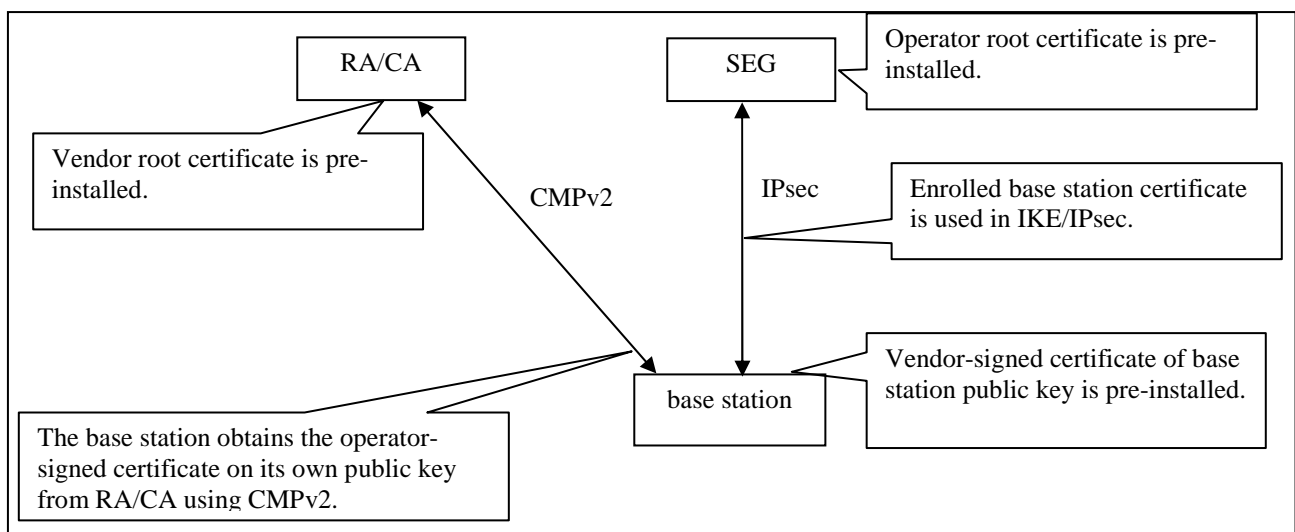 RA/CA
SEG
Operator root certificate is pre-
installed.
Vendor root certificate is pre-
installed.
CMPv2
IPsec
Enrolled base station certificate
is used in IKE/IPsec.
Vendor-signed certificate of base
station public key is pre-installed.
base station
The base station obtains the operator-
signed certificate on its own public key
from RA/CA using CMPv2.